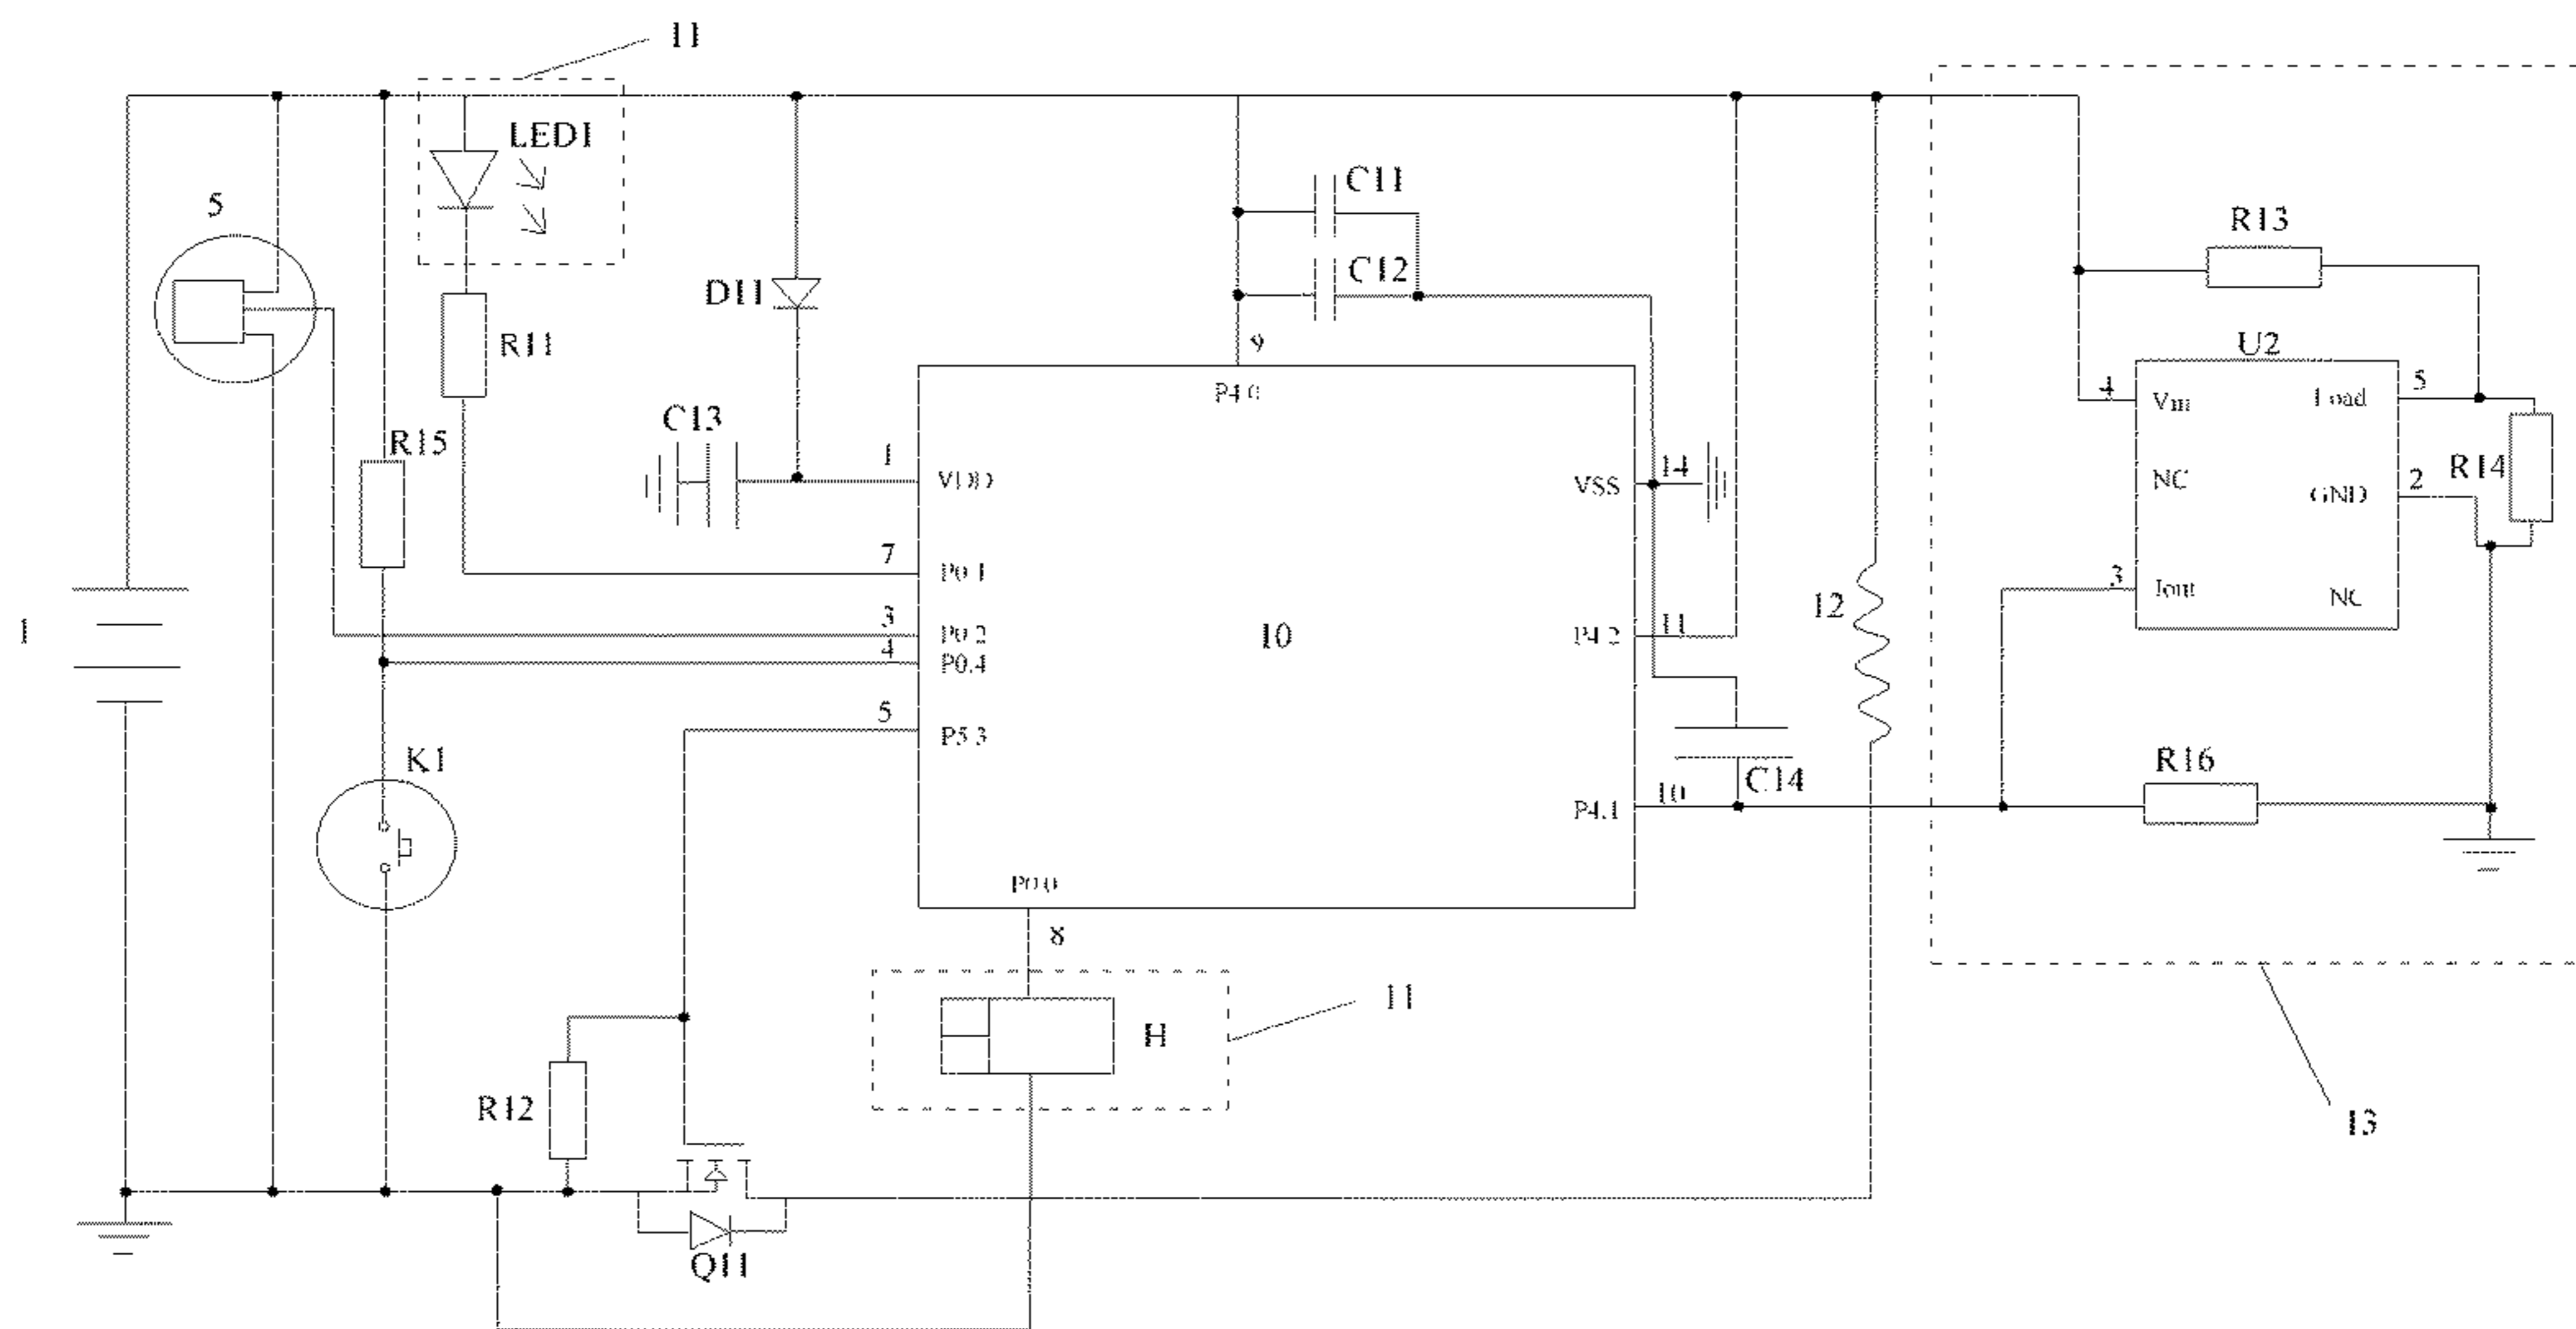 11
LED1
5
C11
R13
C12
D11
R11
9
U2
P4.0
4
Vin
Load
5
C13
R15
1
VDD
VSS
14
NC
GND
2
R14
7
P0.1
3
Iout
NC
1
3
P0.2
10
P4.2
11
12
4
P0.4
5
P5.3
K1
C14
R16
P4.1
10
P0.0
8
11
H
R12
13
Q11